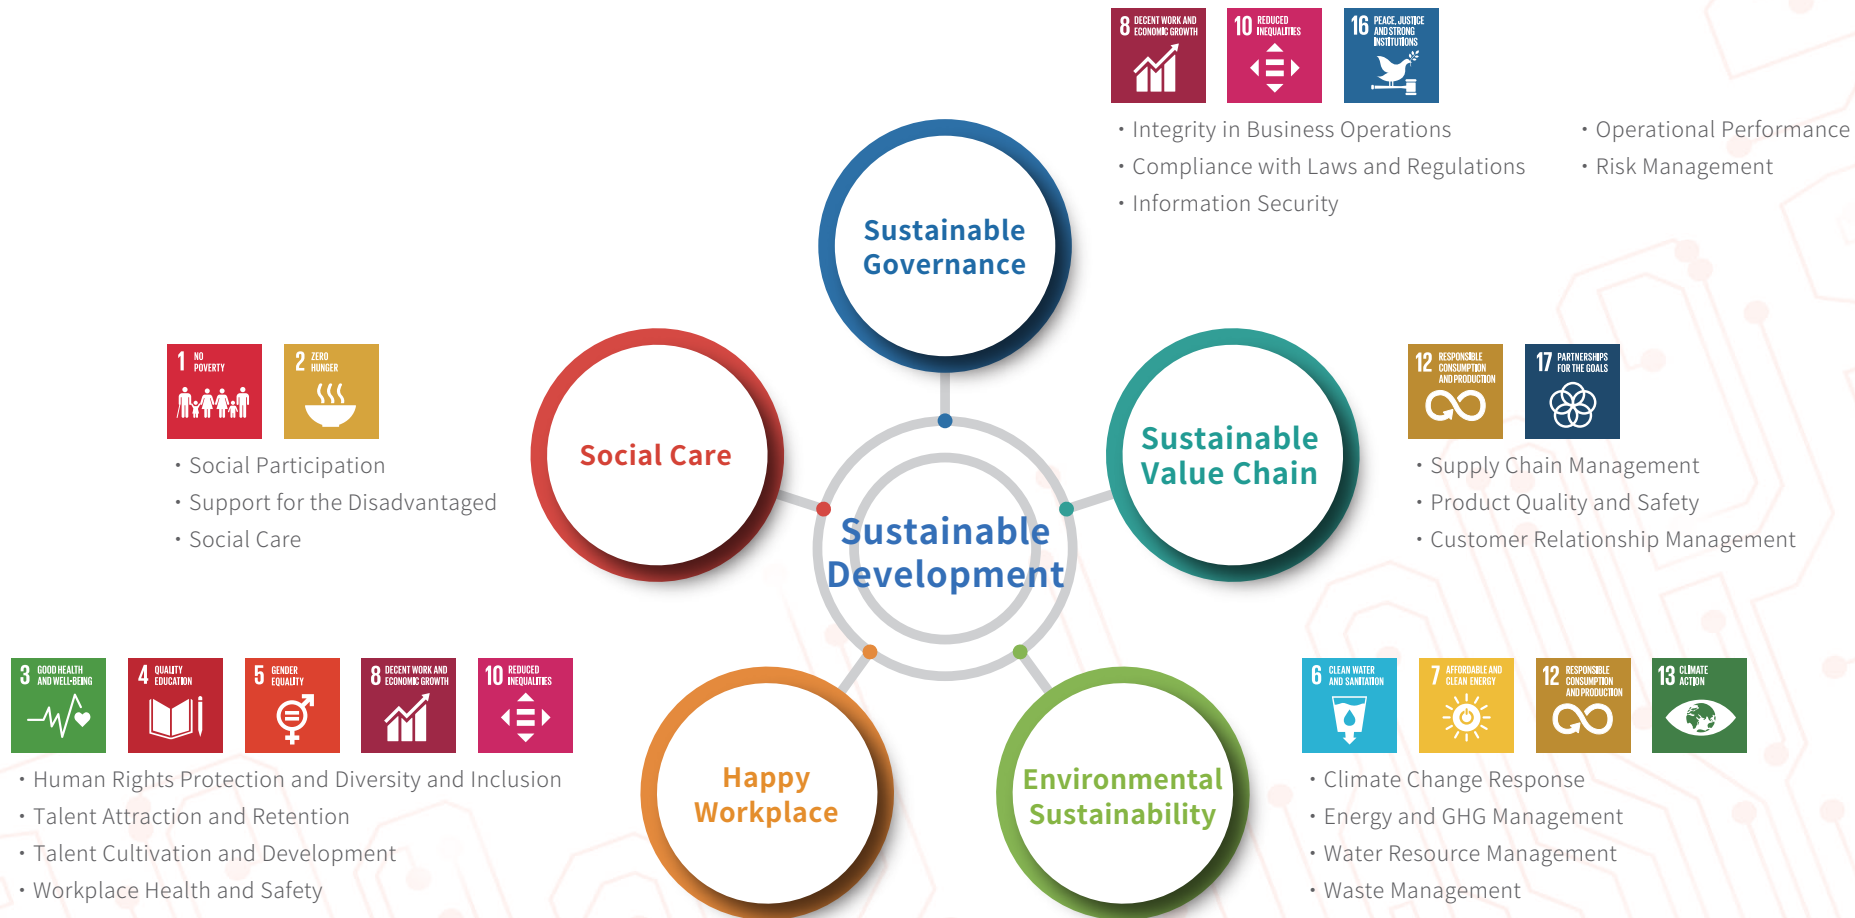 8 DECENT WORK AND
ECONOMIC GROWTH
10 REDUCED
INEQUALITIES
16 PEACE, JUSTICE
AND STRONG
INSTITUTIONS
・Integrity in Business Operations
・Compliance with Laws and Regulations
・Information Security
・Operational Performance
・Risk Management
Sustainable
Governance
1 NO
POVERTY
2 ZERO
HUNGER
・Social Participation
・Support for the Disadvantaged
・Social Care
Social Care
Sustainable
Value Chain
12 RESPONSIBLE
CONSUMPTION
AND PRODUCTION
17 PARTNERSHIPS
FOR THE GOALS
・Supply Chain Management
・Product Quality and Safety
・Customer Relationship Management
Sustainable
Development
3 GOOD HEALTH
AND WELL-BEING
4 QUALITY
EDUCATION
5 GENDER
EQUALITY
8 DECENT WORK AND
ECONOMIC GROWTH
10 REDUCED
INEQUALITIES
・Human Rights Protection and Diversity and Inclusion
・Talent Attraction and Retention
・Talent Cultivation and Development
・Workplace Health and Safety
Happy
Workplace
Environmental
Sustainability
6 CLEAN WATER
AND SANITATION
7 AFFORDABLE AND
CLEAN ENERGY
12 RESPONSIBLE
CONSUMPTION
AND PRODUCTION
13 CLIMATE
ACTION
・Climate Change Response
・Energy and GHG Management
・Water Resource Management
・Waste Management